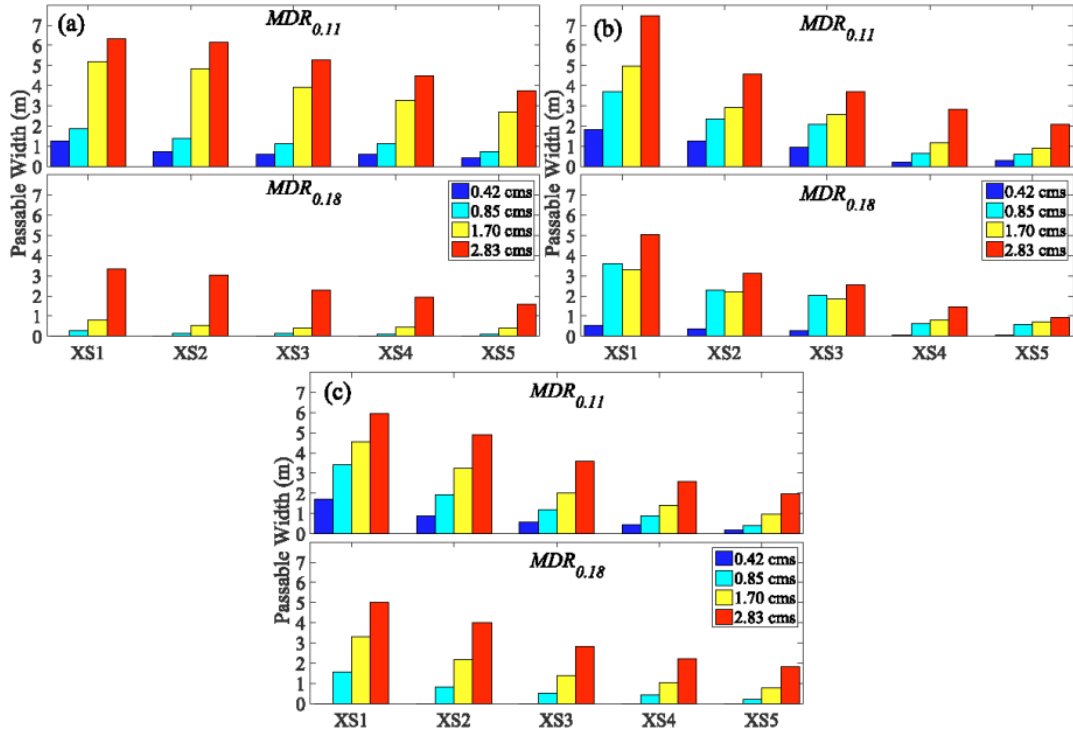 (a)
MDR0.11
7
6
5
4
3
2
1
0
MDR0.18
7
6
5
4
3
2
1
0
Passable Width (m)
0.42 cms
0.85 cms
1.70 cms
2.83 cms
XS1 XS2 XS3 XS4 XS5
(b)
MDR0.11
7
6
5
4
3
2
1
0
MDR0.18
7
6
5
4
3
2
1
0
Passable Width (m)
0.42 cms
0.85 cms
1.70 cms
2.83 cms
XS1 XS2 XS3 XS4 XS5
(c)
MDR0.11
7
6
5
4
3
2
1
0
MDR0.18
7
6
5
4
3
2
1
0
Passable Width (m)
0.42 cms
0.85 cms
1.70 cms
2.83 cms
XS1 XS2 XS3 XS4 XS5